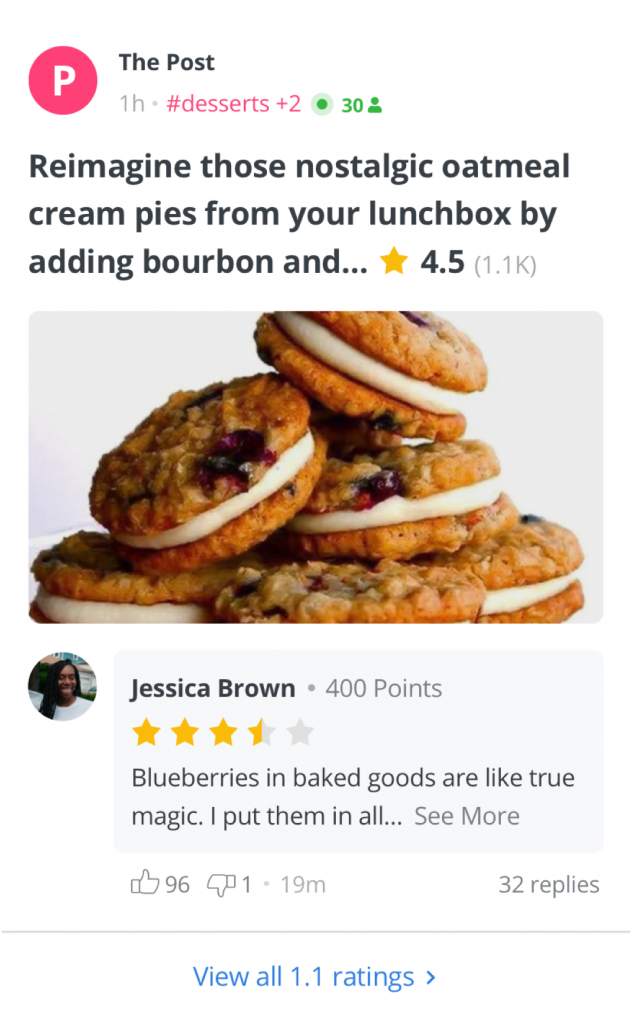 P
The Post
1h • #desserts +2 30
Reimagine those nostalgic oatmeal
cream pies from your lunchbox by
adding bourbon and... 4.5 (1.1K)
Jessica Brown • 400 Points
Blueberries in baked goods are like true
magic. I put them in all... See More
96 1 • 19m 32 replies
View all 1.1 ratings >